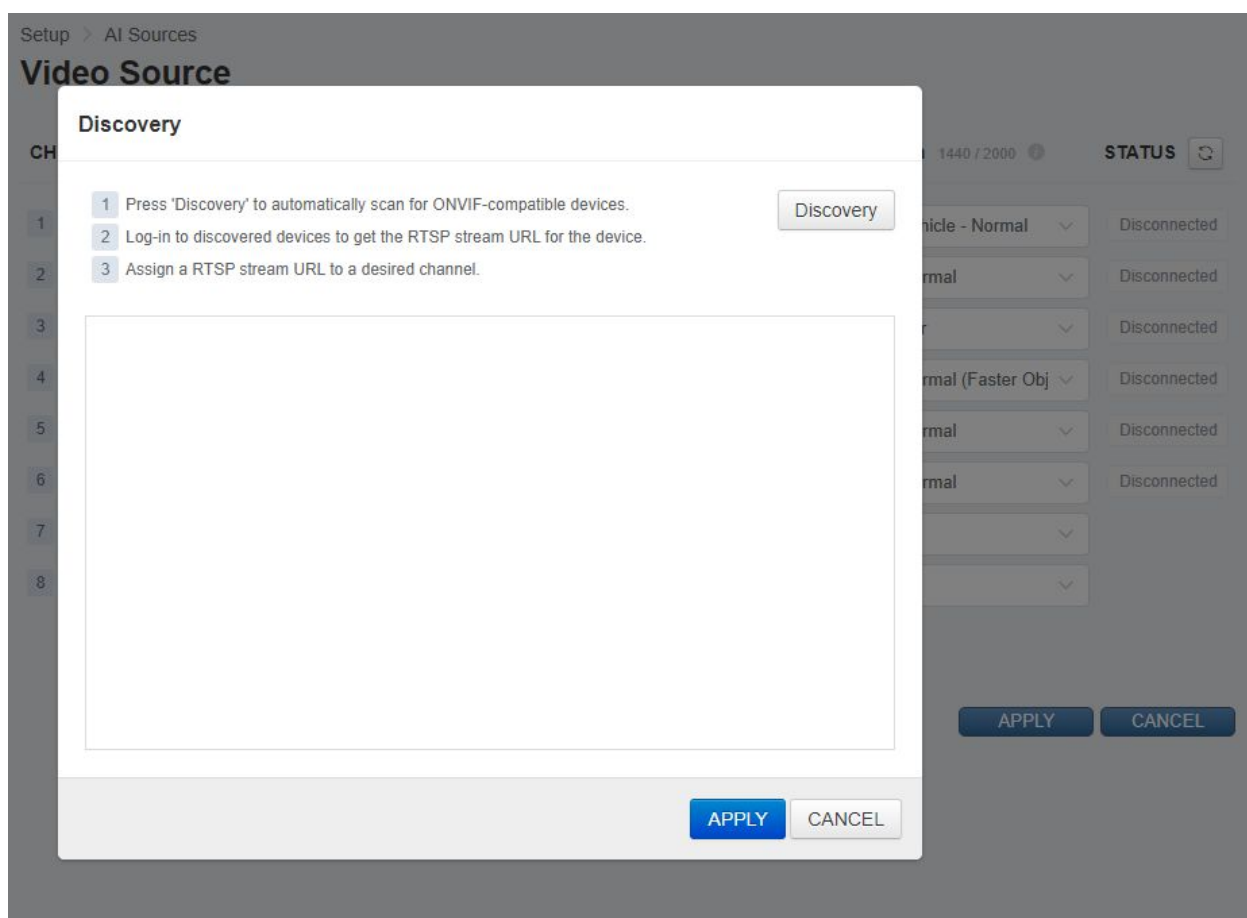 Setup > AI Sources
Video Source
Discovery
CH
1440 / 2000
STATUS
1 Press 'Discovery' to automatically scan for ONVIF-compatible devices.
Discovery
2 Log-in to discovered devices to get the RTSP stream URL for the device.
3 Assign a RTSP stream URL to a desired channel.
1 hicle - Normal Disconnected
2 rmal Disconnected
3 r Disconnected
4 rmal (Faster Obj Disconnected
5 rmal Disconnected
6 rmal Disconnected
7
8
APPLY CANCEL
APPLY CANCEL